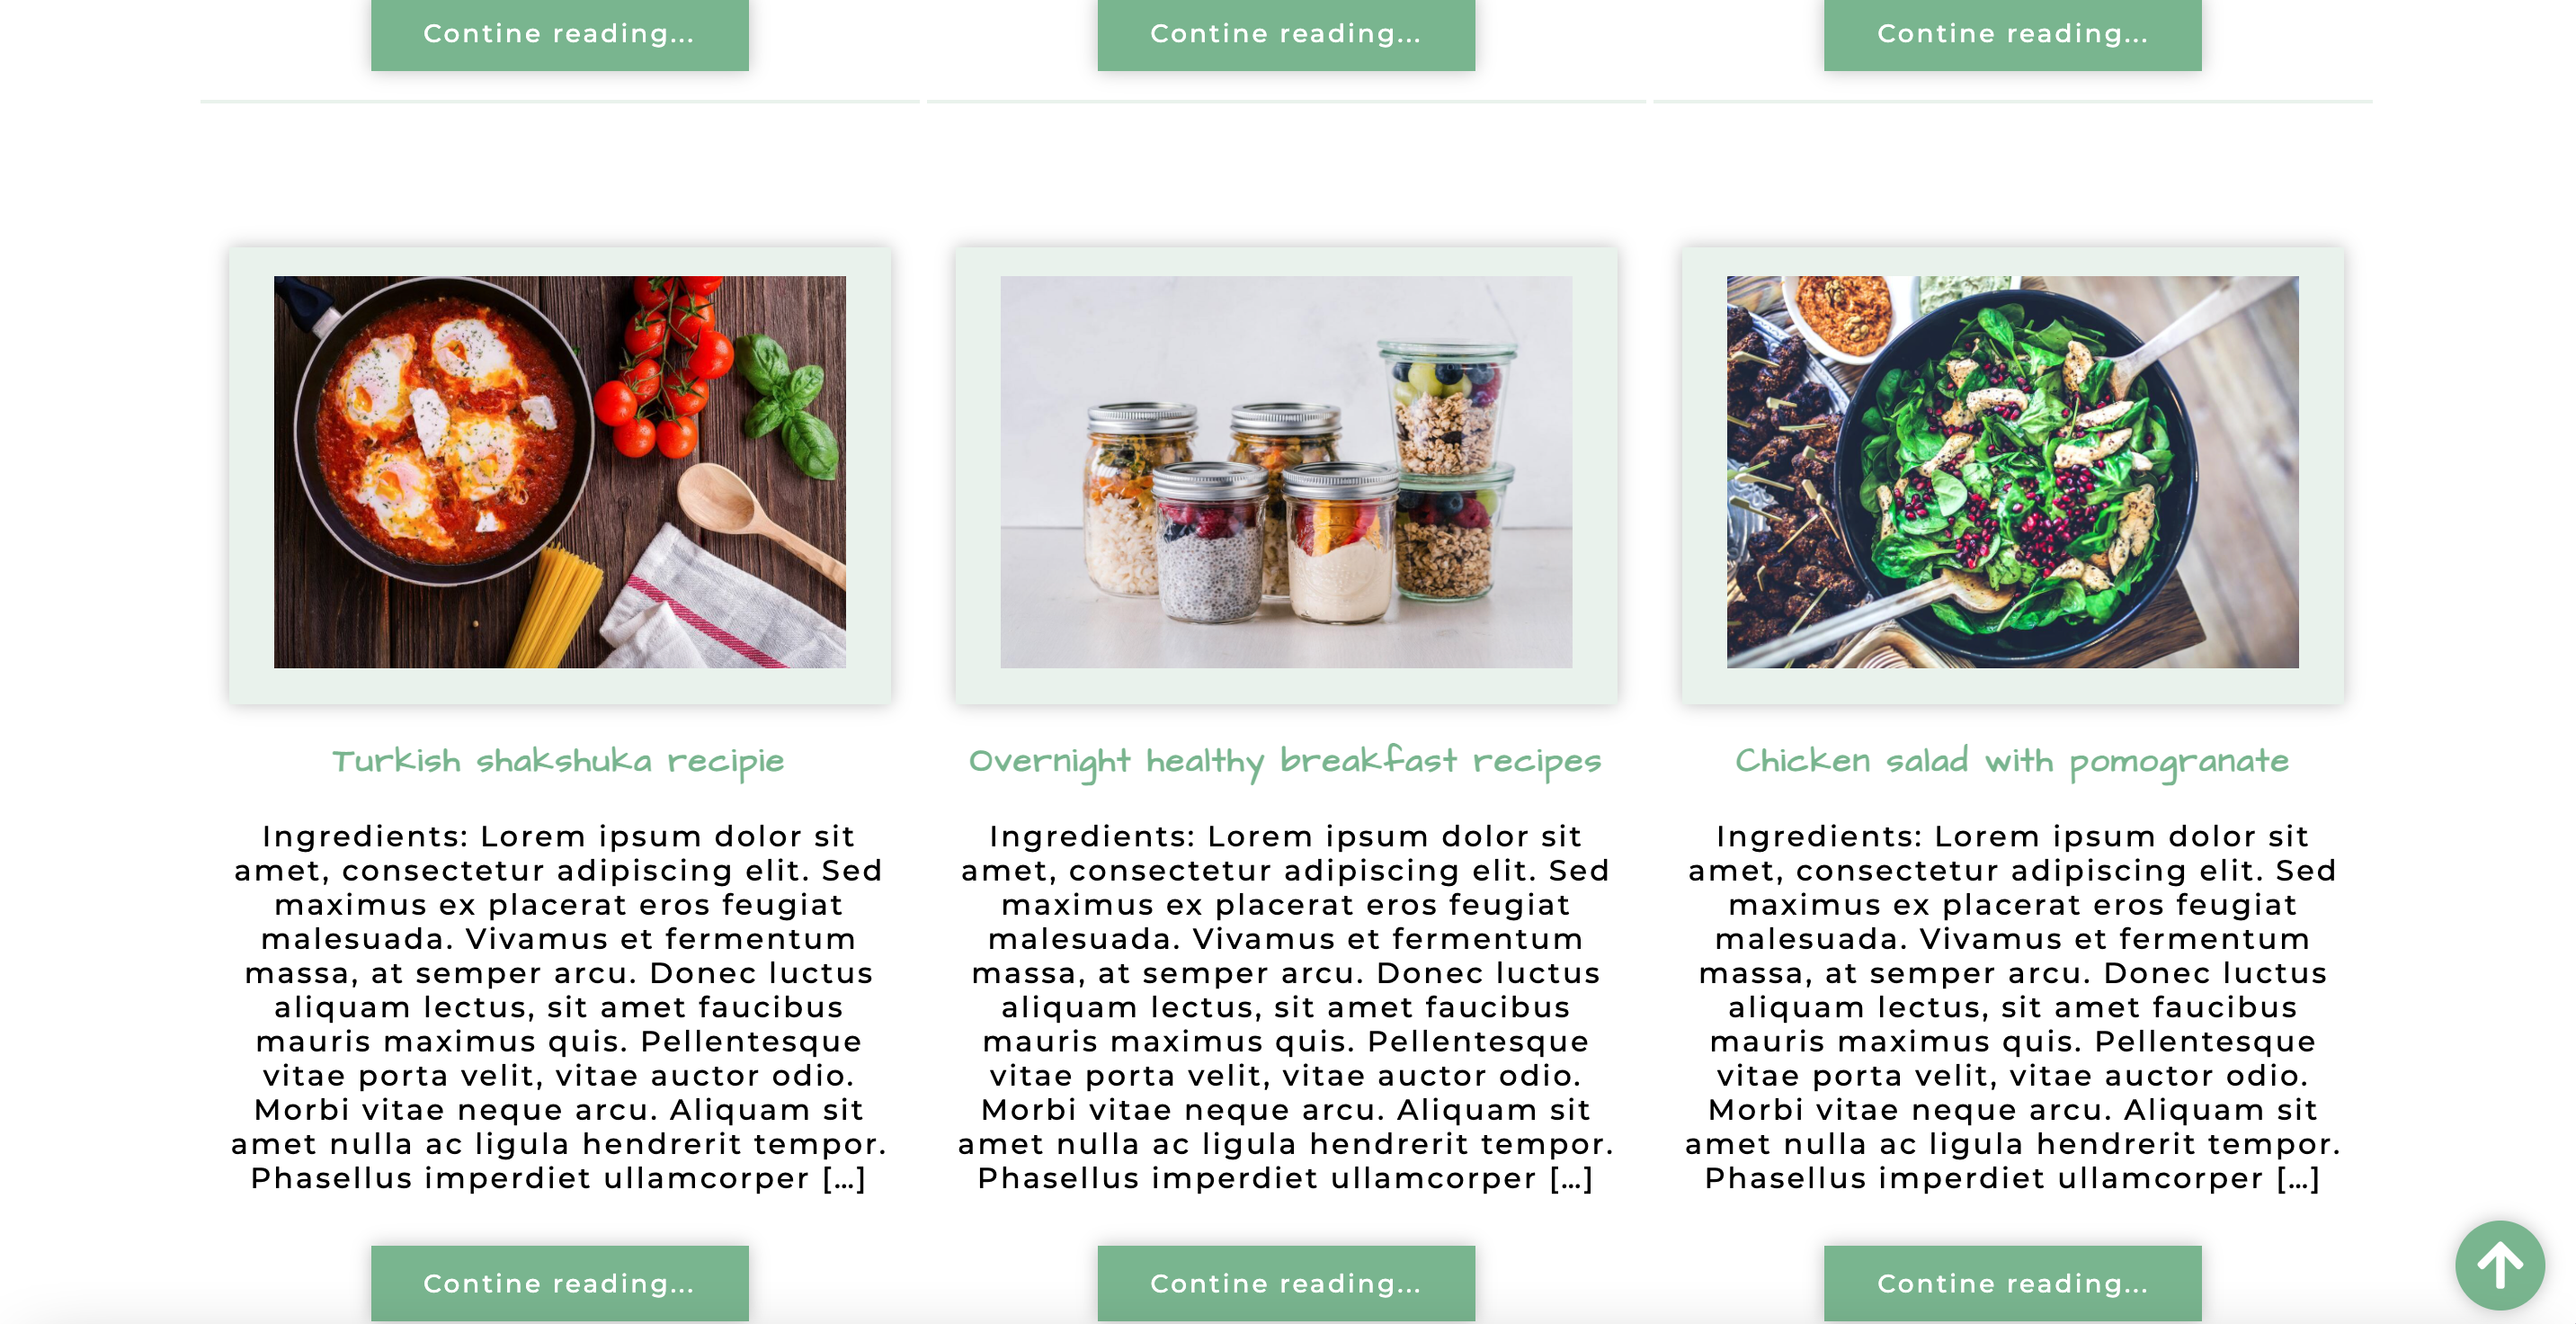 Contine reading...
Contine reading...
Contine reading...
Turkish shakshuka recipie
Ingredients: Lorem ipsum dolor sit
amet, consectetur adipiscing elit. Sed
maximus ex placerat eros feugiat
malesuada. Vivamus et fermentum
massa, at semper arcu. Donec luctus
aliquam lectus, sit amet faucibus
mauris maximus quis. Pellentesque
vitae porta velit, vitae auctor odio.
Morbi vitae neque arcu. Aliquam sit
amet nulla ac ligula hendrerit tempor.
Phasellus imperdiet ullamcorper [...]
Contine reading...
Overnight healthy breakfast recipes
Ingredients: Lorem ipsum dolor sit
amet, consectetur adipiscing elit. Sed
maximus ex placerat eros feugiat
malesuada. Vivamus et fermentum
massa, at semper arcu. Donec luctus
aliquam lectus, sit amet faucibus
mauris maximus quis. Pellentesque
vitae porta velit, vitae auctor odio.
Morbi vitae neque arcu. Aliquam sit
amet nulla ac ligula hendrerit tempor.
Phasellus imperdiet ullamcorper [...]
Contine reading...
Chicken salad with pomogranate
Ingredients: Lorem ipsum dolor sit
amet, consectetur adipiscing elit. Sed
maximus ex placerat eros feugiat
malesuada. Vivamus et fermentum
massa, at semper arcu. Donec luctus
aliquam lectus, sit amet faucibus
mauris maximus quis. Pellentesque
vitae porta velit, vitae auctor odio.
Morbi vitae neque arcu. Aliquam sit
amet nulla ac ligula hendrerit tempor.
Phasellus imperdiet ullamcorper [...]
Contine reading...